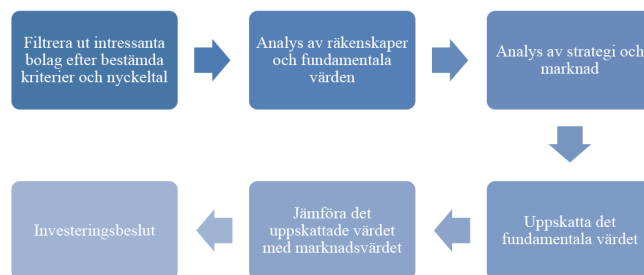 Filtrera ut intressanta
bolag efter bestämda
kriterier och nyckeltal
Analys av räkenskaper
och fundamentala
värden
Analys av strategi och
marknad
Uppskatta det
fundamentala värdet
Jämföra det
uppskattade värdet
med marknadsvärdet
Investeringsbeslut